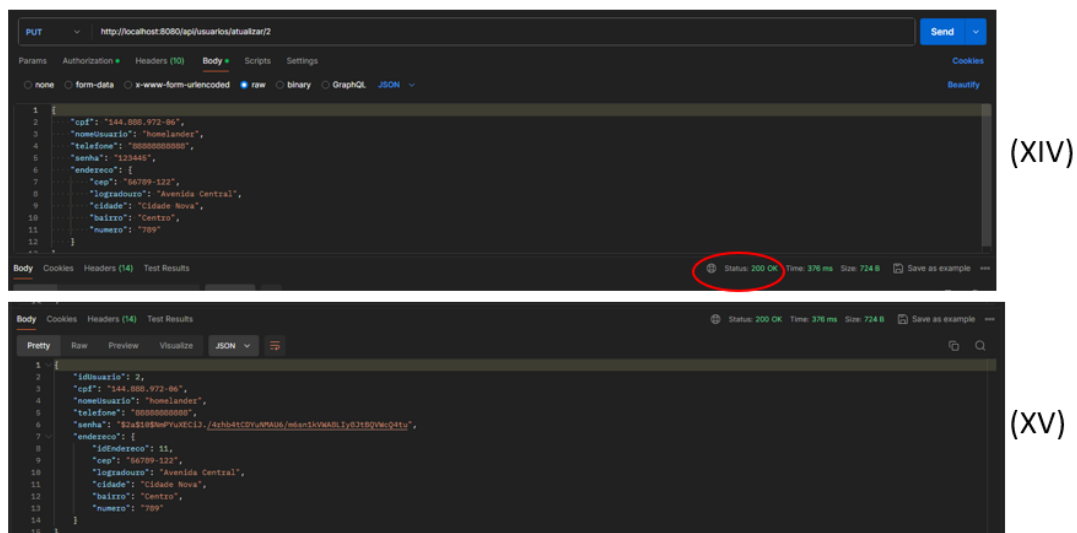 PUT http://localhost:8080/api/usuarios/atualizar/2 Send
Params Authorization Headers (10) Body Scripts Settings Cookies
none form-data x-www-form-urlencoded raw binary GraphQL JSON Beautify
1 {
2 "cpf": "144.888.972-06",
3 "nomeUsuario": "homelander",
4 "telefone": "88888888888",
5 "senha": "123445",
6 "endereco": {
7 "cep": "56789-122",
8 "logradouro": "Avenida Central",
9 "cidade": "Cidade Nova",
10 "bairro": "Centro",
11 "numero": "789"
12 }
(XIV)
Body Cookies Headers (14) Test Results Status: 200 OK Time: 376 ms Size: 724 B Save as example
Body Cookies Headers (14) Test Results Status: 200 OK Time: 376 ms Size: 724 B Save as example
Pretty Raw Preview Visualize JSON
1 {
2 "idUsuario": 2,
3 "cpf": "144.888.972-06",
4 "nomeUsuario": "homelander",
5 "telefone": "88888888888",
6 "senha":
7 "endereco": {
8 "idEndereco": 11,
9 "cep": "56789-122",
10 "logradouro": "Avenida Central",
11 "cidade": "Cidade Nova",
12 "bairro": "Centro",
13 "numero": "789"
14 }
15 }
(XV)